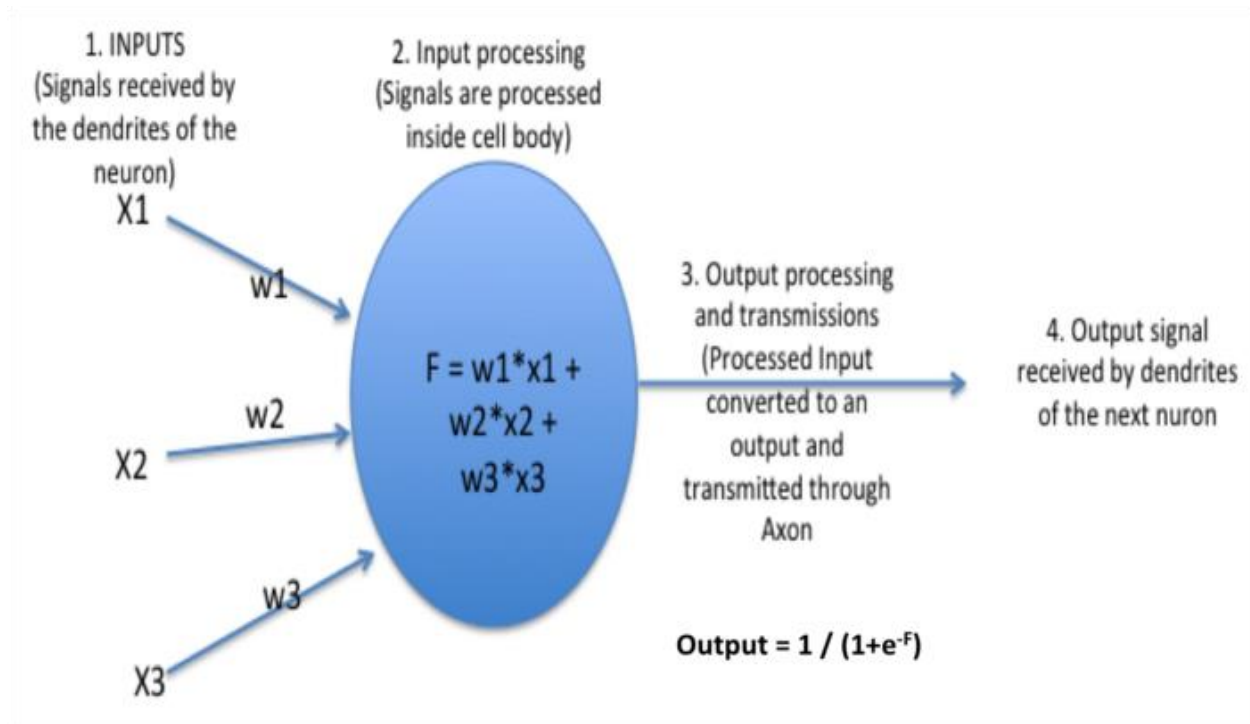 1. INPUTS
(Signals received by
the dendrites of the
neuron)
X1
w1
X2
w2
X3
w3
2. Input processing
(Signals are processed
inside cell body)
F = w1*x1 +
w2*x2 +
w3*x3
3. Output processing
and transmissions
(Processed Input
converted to an
output and
transmitted through
Axon
Output = 1 / (1+e⁻ᶠ)
4. Output signal
received by dendrites
of the next nuron